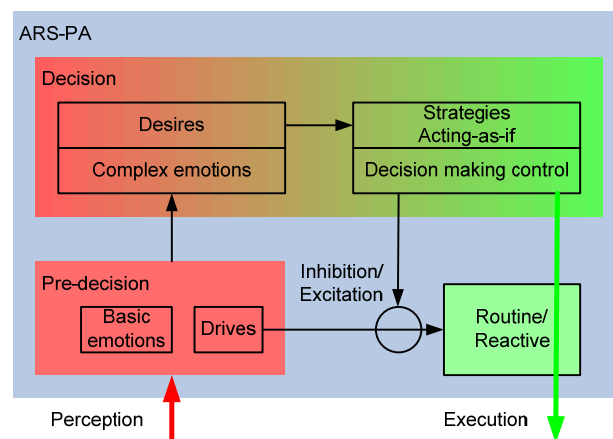 ARS-PA
Decision
Desires
Complex emotions
Strategies
Acting-as-if
Decision making control
Pre-decision
Basic
emotions
Drives
Inhibition/
Excitation
Routine/
Reactive
Perception
Execution